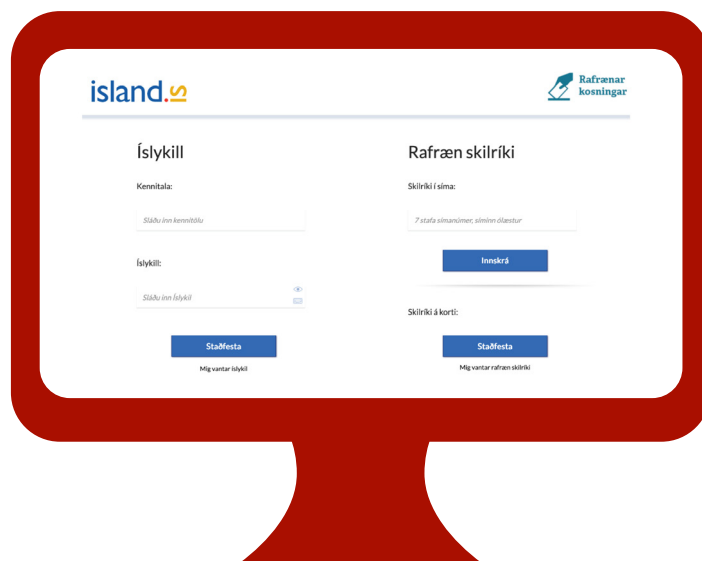 island.is
Rafrænar
kosningar
Íslykill
Kennitala:
Sláðu inn kennitölu
Íslykill:
Sláðu inn Íslykil
Staðfesta
Mig vantar íslykil
Rafræn skilríki
Skilríki í síma:
7 stafa símanúmer, síminn ólæstur
Innskrá
Skilríki á korti:
Staðfesta
Mig vantar rafræn skilríki